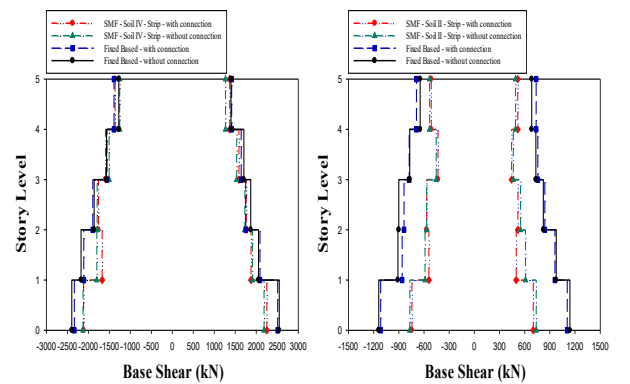 SMF - Soil IV - Strip - with connection
SMF - Soil IV - Strip - without connection
Fixed Based - with connection
Fixed Based - without connection
5
4
3
2
1
0
Story Level
-3000 -2500 -2000 -1500 -1000 -500 0 500 1000 1500 2000 2500 3000
Base Shear (kN)
SMF - Soil II - Strip - with connection
SMF - Soil II - Strip - without connection
Fixed Based - with connection
Fixed Based - without connection
5
4
3
2
1
0
Story Level
-1500 -1200 -900 -600 -300 0 300 600 900 1200 1500
Base Shear (kN)